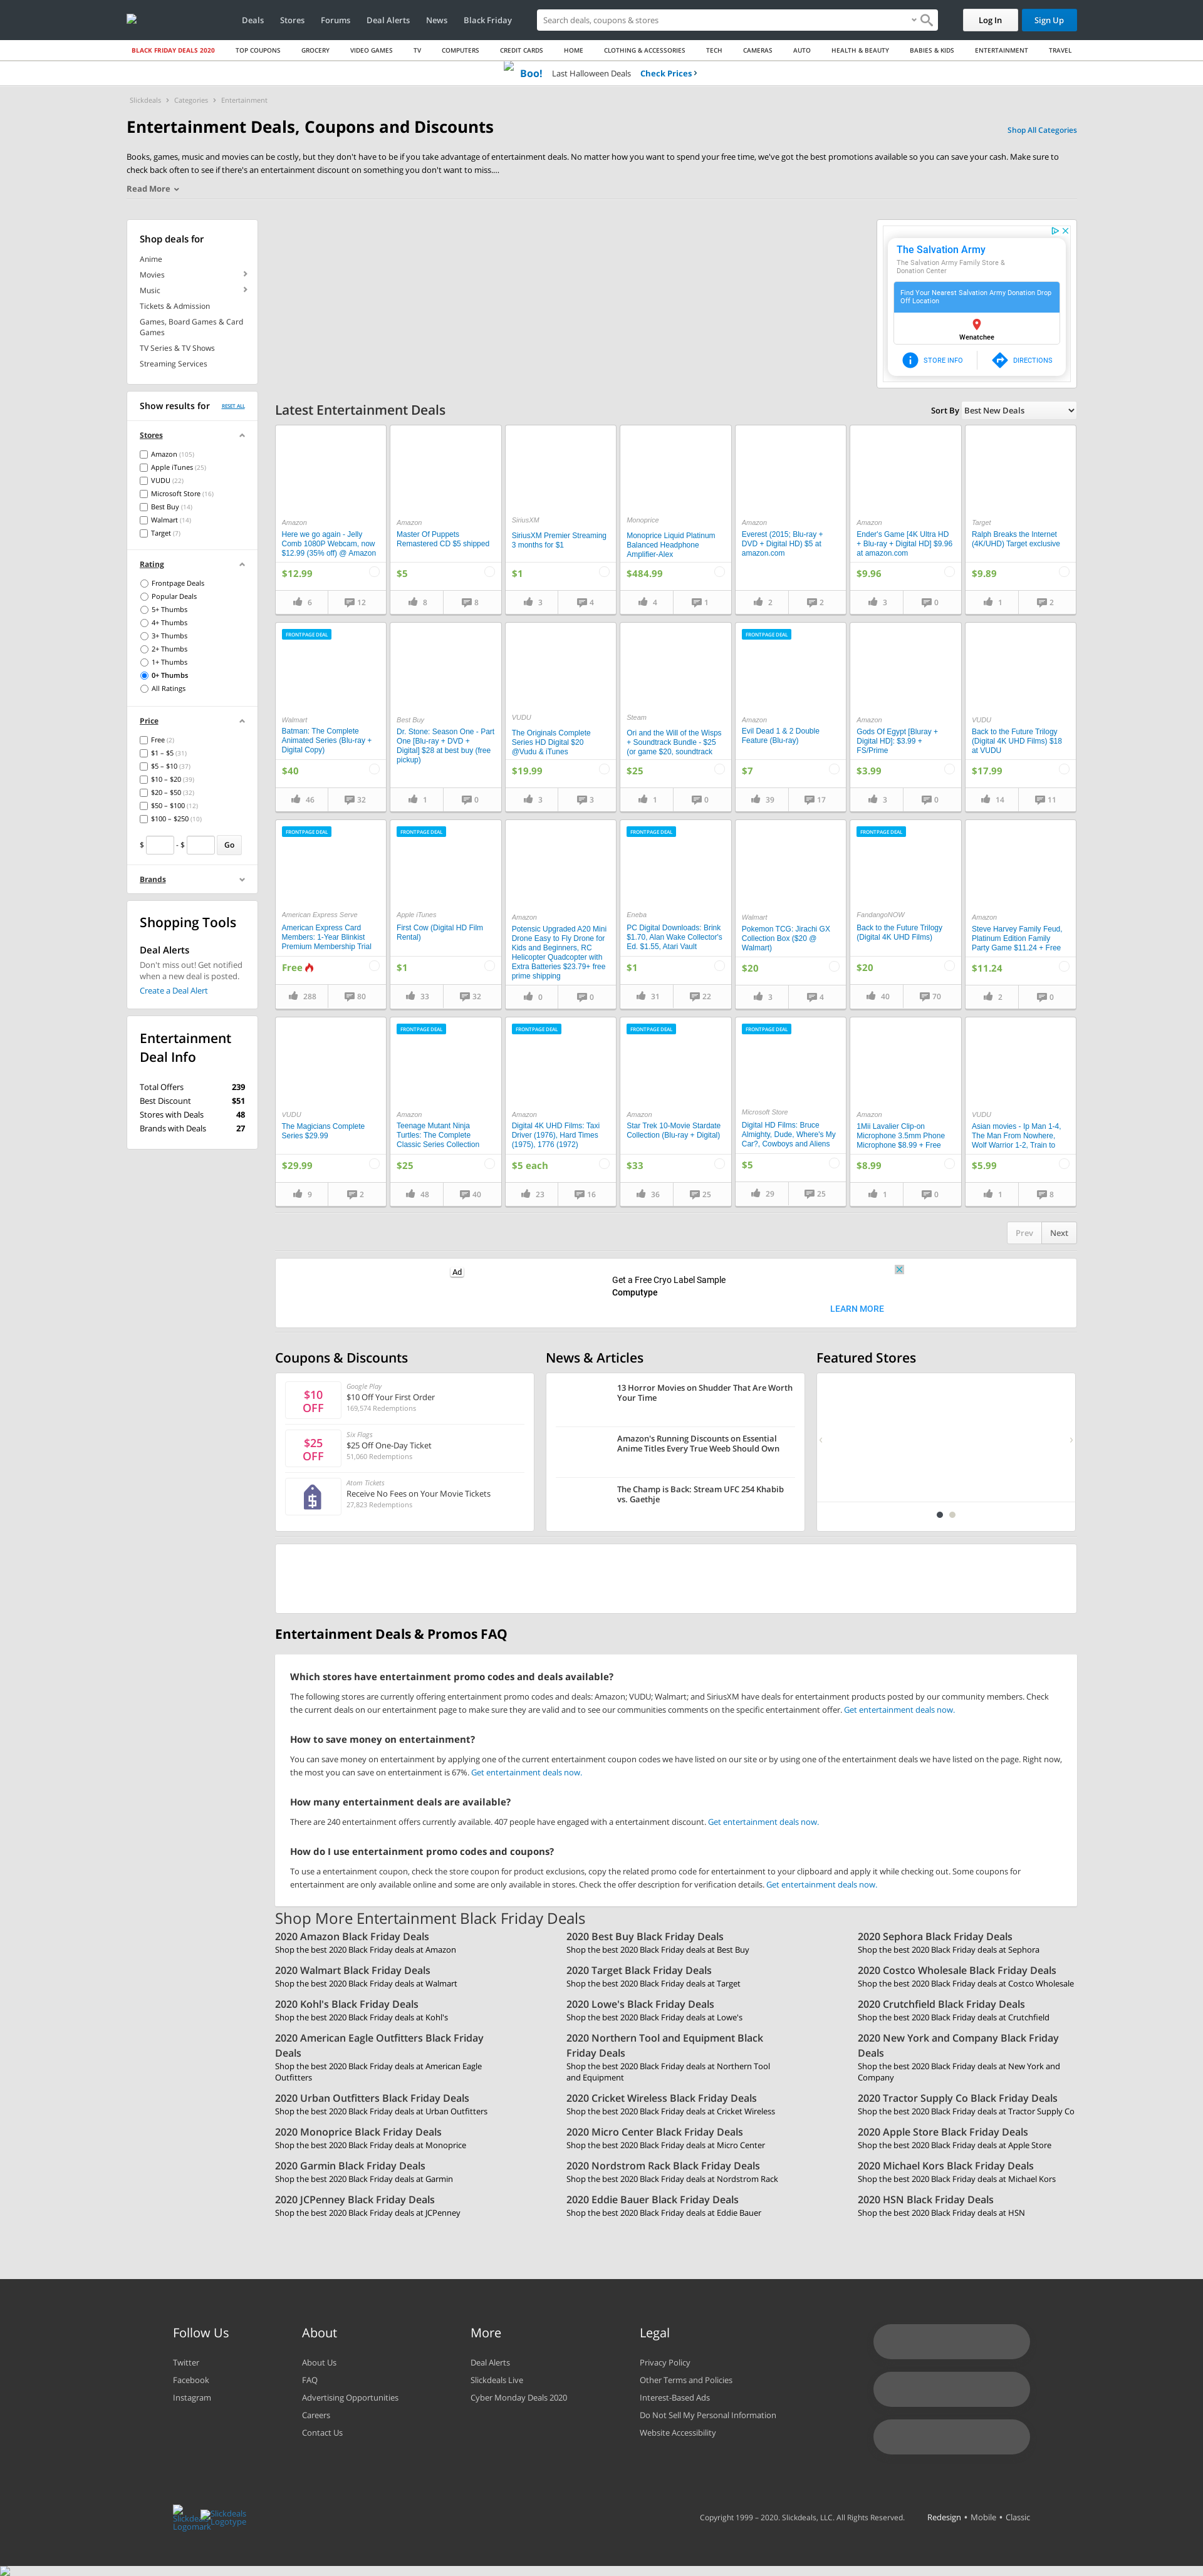 Deals Stores Forums Deal Alerts News Black Friday
Search deals, coupons & stores
Log In Sign Up
BLACK FRIDAY DEALS 2020 TOP COUPONS GROCERY VIDEO GAMES TV COMPUTERS CREDIT CARDS HOME CLOTHING & ACCESSORIES TECH CAMERAS AUTO HEALTH & BEAUTY BABIES & KIDS ENTERTAINMENT TRAVEL
Boo! Last Halloween Deals Check Prices
Slickdeals Categories Entertainment
Entertainment Deals, Coupons and Discounts
Shop All Categories
Books, games, music and movies can be costly, but they don't have to be if you take advantage of entertainment deals. No matter how you want to spend your free time, we've got the best promotions available so you can save your cash. Make sure to
check back often to see if there's an entertainment discount on something you don't want to miss....
Read More
Shop deals for
Anime
Movies
Music
Tickets & Admission
Games, Board Games & Card
Games
TV Series & TV Shows
Streaming Services
Show results for RESET ALL
Stores
Amazon (105)
Apple iTunes (25)
VUDU (22)
Microsoft Store (16)
Best Buy (14)
Walmart (14)
Target (7)
Rating
Frontpage Deals
Popular Deals
5+ Thumbs
4+ Thumbs
3+ Thumbs
2+ Thumbs
1+ Thumbs
0+ Thumbs
All Ratings
Price
Free (2)
$1 – $5 (31)
$5 – $10 (37)
$10 – $20 (39)
$20 – $50 (32)
$50 – $100 (12)
$100 – $250 (10)
$ - $ Go
Brands
Shopping Tools
Deal Alerts
Don't miss out! Get notified
when a new deal is posted.
Create a Deal Alert
Entertainment
Deal Info
Total Offers 239
Best Discount $51
Stores with Deals 48
Brands with Deals 27
The Salvation Army
The Salvation Army Family Store &
Donation Center
Find Your Nearest Salvation Army Donation Drop
Off Location
Wenatchee
STORE INFO DIRECTIONS
Latest Entertainment Deals
Sort By Best New Deals
Amazon
Here we go again - Jelly
Comb 1080P Webcam, now
$12.99 (35% off) @ Amazon
$12.99
6 12
Amazon
Master Of Puppets
Remastered CD $5 shipped
$5
8 8
SiriusXM
SiriusXM Premier Streaming
3 months for $1
$1
3 4
Monoprice
Monoprice Liquid Platinum
Balanced Headphone
Amplifier-Alex
$484.99
4 1
Amazon
Everest (2015; Blu-ray +
DVD + Digital HD) $5 at
amazon.com
2 2
Amazon
Ender's Game [4K Ultra HD
+ Blu-ray + Digital HD] $9.96
at amazon.com
$9.96
3 0
Target
Ralph Breaks the Internet
(4K/UHD) Target exclusive
$9.89
1 2
FRONTPAGE DEAL
Walmart
Batman: The Complete
Animated Series (Blu-ray +
Digital Copy)
$40
46 32
Best Buy
Dr. Stone: Season One - Part
One [Blu-ray + DVD +
Digital] $28 at best buy (free
pickup)
1 0
VUDU
The Originals Complete
Series HD Digital $20
@Vudu & iTunes
$19.99
3 3
Steam
Ori and the Will of the Wisps
+ Soundtrack Bundle - $25
(or game $20, soundtrack
$25
1 0
FRONTPAGE DEAL
Amazon
Evil Dead 1 & 2 Double
Feature (Blu-ray)
$7
39 17
Amazon
Gods Of Egypt [Bluray +
Digital HD]: $3.99 +
FS/Prime
$3.99
3 0
VUDU
Back to the Future Trilogy
(Digital 4K UHD Films) $18
at VUDU
$17.99
14 11
FRONTPAGE DEAL
American Express Serve
American Express Card
Members: 1-Year Blinkist
Premium Membership Trial
Free
288 80
FRONTPAGE DEAL
Apple iTunes
First Cow (Digital HD Film
Rental)
$1
33 32
Amazon
Potensic Upgraded A20 Mini
Drone Easy to Fly Drone for
Kids and Beginners, RC
Helicopter Quadcopter with
Extra Batteries $23.79+ free
prime shipping
0 0
FRONTPAGE DEAL
Eneba
PC Digital Downloads: Brink
$1.70, Alan Wake Collector's
Ed. $1.55, Atari Vault
$1
31 22
Walmart
Pokemon TCG: Jirachi GX
Collection Box ($20 @
Walmart)
$20
3 4
FRONTPAGE DEAL
FandangoNOW
Back to the Future Trilogy
(Digital 4K UHD Films)
$20
40 70
Amazon
Steve Harvey Family Feud,
Platinum Edition Family
Party Game $11.24 + Free
$11.24
2 0
VUDU
The Magicians Complete
Series $29.99
$29.99
9 2
FRONTPAGE DEAL
Amazon
Teenage Mutant Ninja
Turtles: The Complete
Classic Series Collection
$25
48 40
FRONTPAGE DEAL
Amazon
Digital 4K UHD Films: Taxi
Driver (1976), Hard Times
(1975), 1776 (1972)
$5 each
23 16
FRONTPAGE DEAL
Amazon
Star Trek 10-Movie Stardate
Collection (Blu-ray + Digital)
$33
36 25
FRONTPAGE DEAL
Microsoft Store
Digital HD Films: Bruce
Almighty, Dude, Where's My
Car?, Cowboys and Aliens
$5
29 25
Amazon
1Mii Lavalier Clip-on
Microphone 3.5mm Phone
Microphone $8.99 + Free
$8.99
1 0
VUDU
Asian movies - Ip Man 1-4,
The Man From Nowhere,
Wolf Warrior 1-2, Train to
$5.99
1 8
Prev Next
Ad
Get a Free Cryo Label Sample
Computype
LEARN MORE
Coupons & Discounts
$10
OFF
Google Play
$10 Off Your First Order
169,574 Redemptions
$25
OFF
Six Flags
$25 Off One-Day Ticket
51,060 Redemptions
Atom Tickets
Receive No Fees on Your Movie Tickets
27,823 Redemptions
News & Articles
13 Horror Movies on Shudder That Are Worth
Your Time
Amazon's Running Discounts on Essential
Anime Titles Every True Weeb Should Own
The Champ is Back: Stream UFC 254 Khabib
vs. Gaethje
Featured Stores
Entertainment Deals & Promos FAQ
Which stores have entertainment promo codes and deals available?
The following stores are currently offering entertainment promo codes and deals: Amazon; VUDU; Walmart; and SiriusXM have deals for entertainment products posted by our community members. Check
the current deals on our entertainment page to make sure they are valid and to see our communities comments on the specific entertainment offer. Get entertainment deals now.
How to save money on entertainment?
You can save money on entertainment by applying one of the current entertainment coupon codes we have listed on our site or by using one of the entertainment deals we have listed on the page. Right now,
the most you can save on entertainment is 67%. Get entertainment deals now.
How many entertainment deals are available?
There are 240 entertainment offers currently available. 407 people have engaged with a entertainment discount. Get entertainment deals now.
How do I use entertainment promo codes and coupons?
To use a entertainment coupon, check the store coupon for product exclusions, copy the related promo code for entertainment to your clipboard and apply it while checking out. Some coupons for
entertainment are only available online and some are only available in stores. Check the offer description for verification details. Get entertainment deals now.
Shop More Entertainment Black Friday Deals
2020 Amazon Black Friday Deals
Shop the best 2020 Black Friday deals at Amazon
2020 Best Buy Black Friday Deals
Shop the best 2020 Black Friday deals at Best Buy
2020 Sephora Black Friday Deals
Shop the best 2020 Black Friday deals at Sephora
2020 Walmart Black Friday Deals
Shop the best 2020 Black Friday deals at Walmart
2020 Target Black Friday Deals
Shop the best 2020 Black Friday deals at Target
2020 Costco Wholesale Black Friday Deals
Shop the best 2020 Black Friday deals at Costco Wholesale
2020 Kohl's Black Friday Deals
Shop the best 2020 Black Friday deals at Kohl's
2020 Lowe's Black Friday Deals
Shop the best 2020 Black Friday deals at Lowe's
2020 Crutchfield Black Friday Deals
Shop the best 2020 Black Friday deals at Crutchfield
2020 American Eagle Outfitters Black Friday
Deals
Shop the best 2020 Black Friday deals at American Eagle
Outfitters
2020 Northern Tool and Equipment Black
Friday Deals
Shop the best 2020 Black Friday deals at Northern Tool
and Equipment
2020 New York and Company Black Friday
Deals
Shop the best 2020 Black Friday deals at New York and
Company
2020 Urban Outfitters Black Friday Deals
Shop the best 2020 Black Friday deals at Urban Outfitters
2020 Cricket Wireless Black Friday Deals
Shop the best 2020 Black Friday deals at Cricket Wireless
2020 Tractor Supply Co Black Friday Deals
Shop the best 2020 Black Friday deals at Tractor Supply Co
2020 Monoprice Black Friday Deals
Shop the best 2020 Black Friday deals at Monoprice
2020 Micro Center Black Friday Deals
Shop the best 2020 Black Friday deals at Micro Center
2020 Apple Store Black Friday Deals
Shop the best 2020 Black Friday deals at Apple Store
2020 Garmin Black Friday Deals
Shop the best 2020 Black Friday deals at Garmin
2020 Nordstrom Rack Black Friday Deals
Shop the best 2020 Black Friday deals at Nordstrom Rack
2020 Michael Kors Black Friday Deals
Shop the best 2020 Black Friday deals at Michael Kors
2020 JCPenney Black Friday Deals
Shop the best 2020 Black Friday deals at JCPenney
2020 Eddie Bauer Black Friday Deals
Shop the best 2020 Black Friday deals at Eddie Bauer
2020 HSN Black Friday Deals
Shop the best 2020 Black Friday deals at HSN
Follow Us
Twitter
Facebook
Instagram
About
About Us
FAQ
Advertising Opportunities
Careers
Contact Us
More
Deal Alerts
Slickdeals Live
Cyber Monday Deals 2020
Legal
Privacy Policy
Other Terms and Policies
Interest-Based Ads
Do Not Sell My Personal Information
Website Accessibility
Slickdeals Logomark
Slickdeals Logotype
Copyright 1999 – 2020. Slickdeals, LLC. All Rights Reserved. Redesign • Mobile • Classic